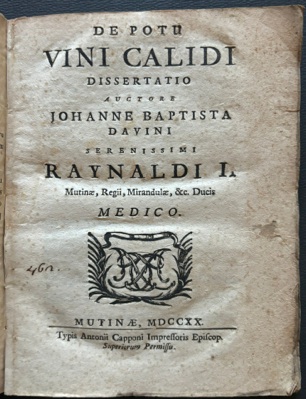 DE POTU
VINI CALIDI
DISSERTATIO
AUCTORE
JOHANNE BAPTISTA
DAVINI
SERENISSIMI
RAYNALDI I.
Mutinæ, Regii, Mirandulæ, &c. Ducis
MEDICO.
MUTINÆ, MDCCXX.
Typis Antonii Capponi Impressoris Episcop.
Superiorum Permissu.